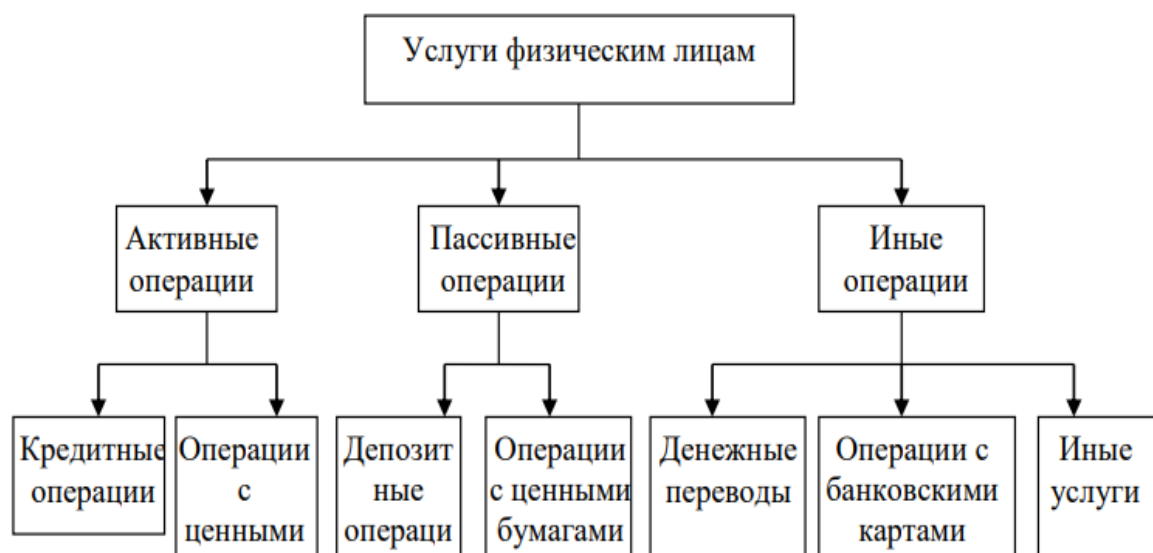 Услуги физическим лицам
Активные
операции
Пассивные
операции
Иные
операции
Кредитные
операции
Операции
с
ценными
Депозит
ные
операци
Операции
с ценными
бумагами
Денежные
переводы
Операции с
банковскими
картами
Иные
услуги